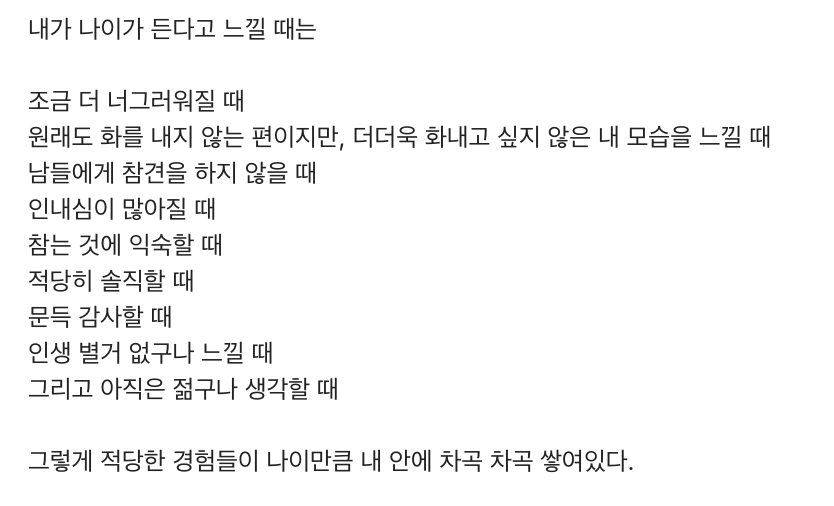 내가 나이가 든다고 느낄 때는
조금 더 너그러워질 때
원래도 화를 내지 않는 편이지만, 더더욱 화내고 싶지 않은 내 모습을 느낄 때
남들에게 참견을 하지 않을 때
인내심이 많아질 때
참는 것에 익숙할 때
적당히 솔직할 때
문득 감사할 때
인생 별거 없구나 느낄 때
그리고 아직은 젊구나 생각할 때
그렇게 적당한 경험들이 나이만큼 내 안에 차곡 차곡 쌓여있다.